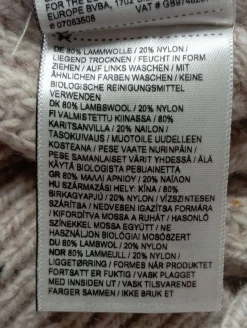 FOR THE
EUROPE BVBA, 1702
# 07063508 VAT #
DE 80% LAMMWOLLE / 20% NYLON /
LIEGEND TROCKNEN / FEUCHT IN FORM
ZIEHEN / AUF LINKS WASCHEN / MIT
ÄHNLICHEN FARBEN WASCHEN / KEINE
BIOLOGISCHE REINIGUNGSMITTEL
VERWENDEN
DK 80% LAMBSWOOL / 20% NYLON
FI VALMISTETTU KIINASSA / 80%
KARITSANVILLA / 20% NAILON /
TASOKUIVAUS / MUOTOILE UUDELLEEN
KOSTEANA / PESE VAATE NURINPÄIN /
PESE SAMANLAISET VÄRIT YHDESSÄ / ÄLÄ
KÄYTÄ BIOLOGISTA PESUAINETTA
GR 80% ΜΑΛΛΙ ΑΡΝΙΟΥ / 20% ΝΑΙΛΟΝ
HU SZÁRMAZÁSI HELY: KÍNA / 80%
BIRKAGYAPJÚ / 20% NYLON / VÍZSZINTESEN
SZÁRÍTSA / NEDVESEN IGAZÍTSA FORMÁRA
/ KIFORDÍTVA MOSSA A RUHÁT / HASONLÓ
SZÍNEKKEL MOSSA EGYÜTT / NE
HASZNÁLJON BIOLÓGIAI MOSÓSZERT
DU 80% LAMBWOL / 20% NYLON
NOR 80% LAMMEULL / 20% NYLON /
LIGGETØRRING / FORMES NÅR PRODUKTET
FORTSATT ER FUKTIG / VASK PLAGGET
MED INNSIDEN UT / VASK TILSVARENDE
FARGER SAMMEN / IKKE BRUK ET